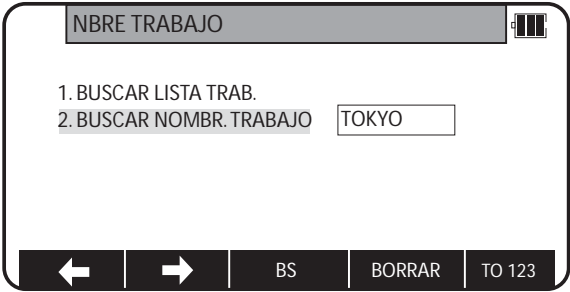 NBRE TRABAJO
1. BUSCAR LISTA TRAB.
2. BUSCAR NOMBR. TRABAJO TOKYO
BS BORRAR TO 123